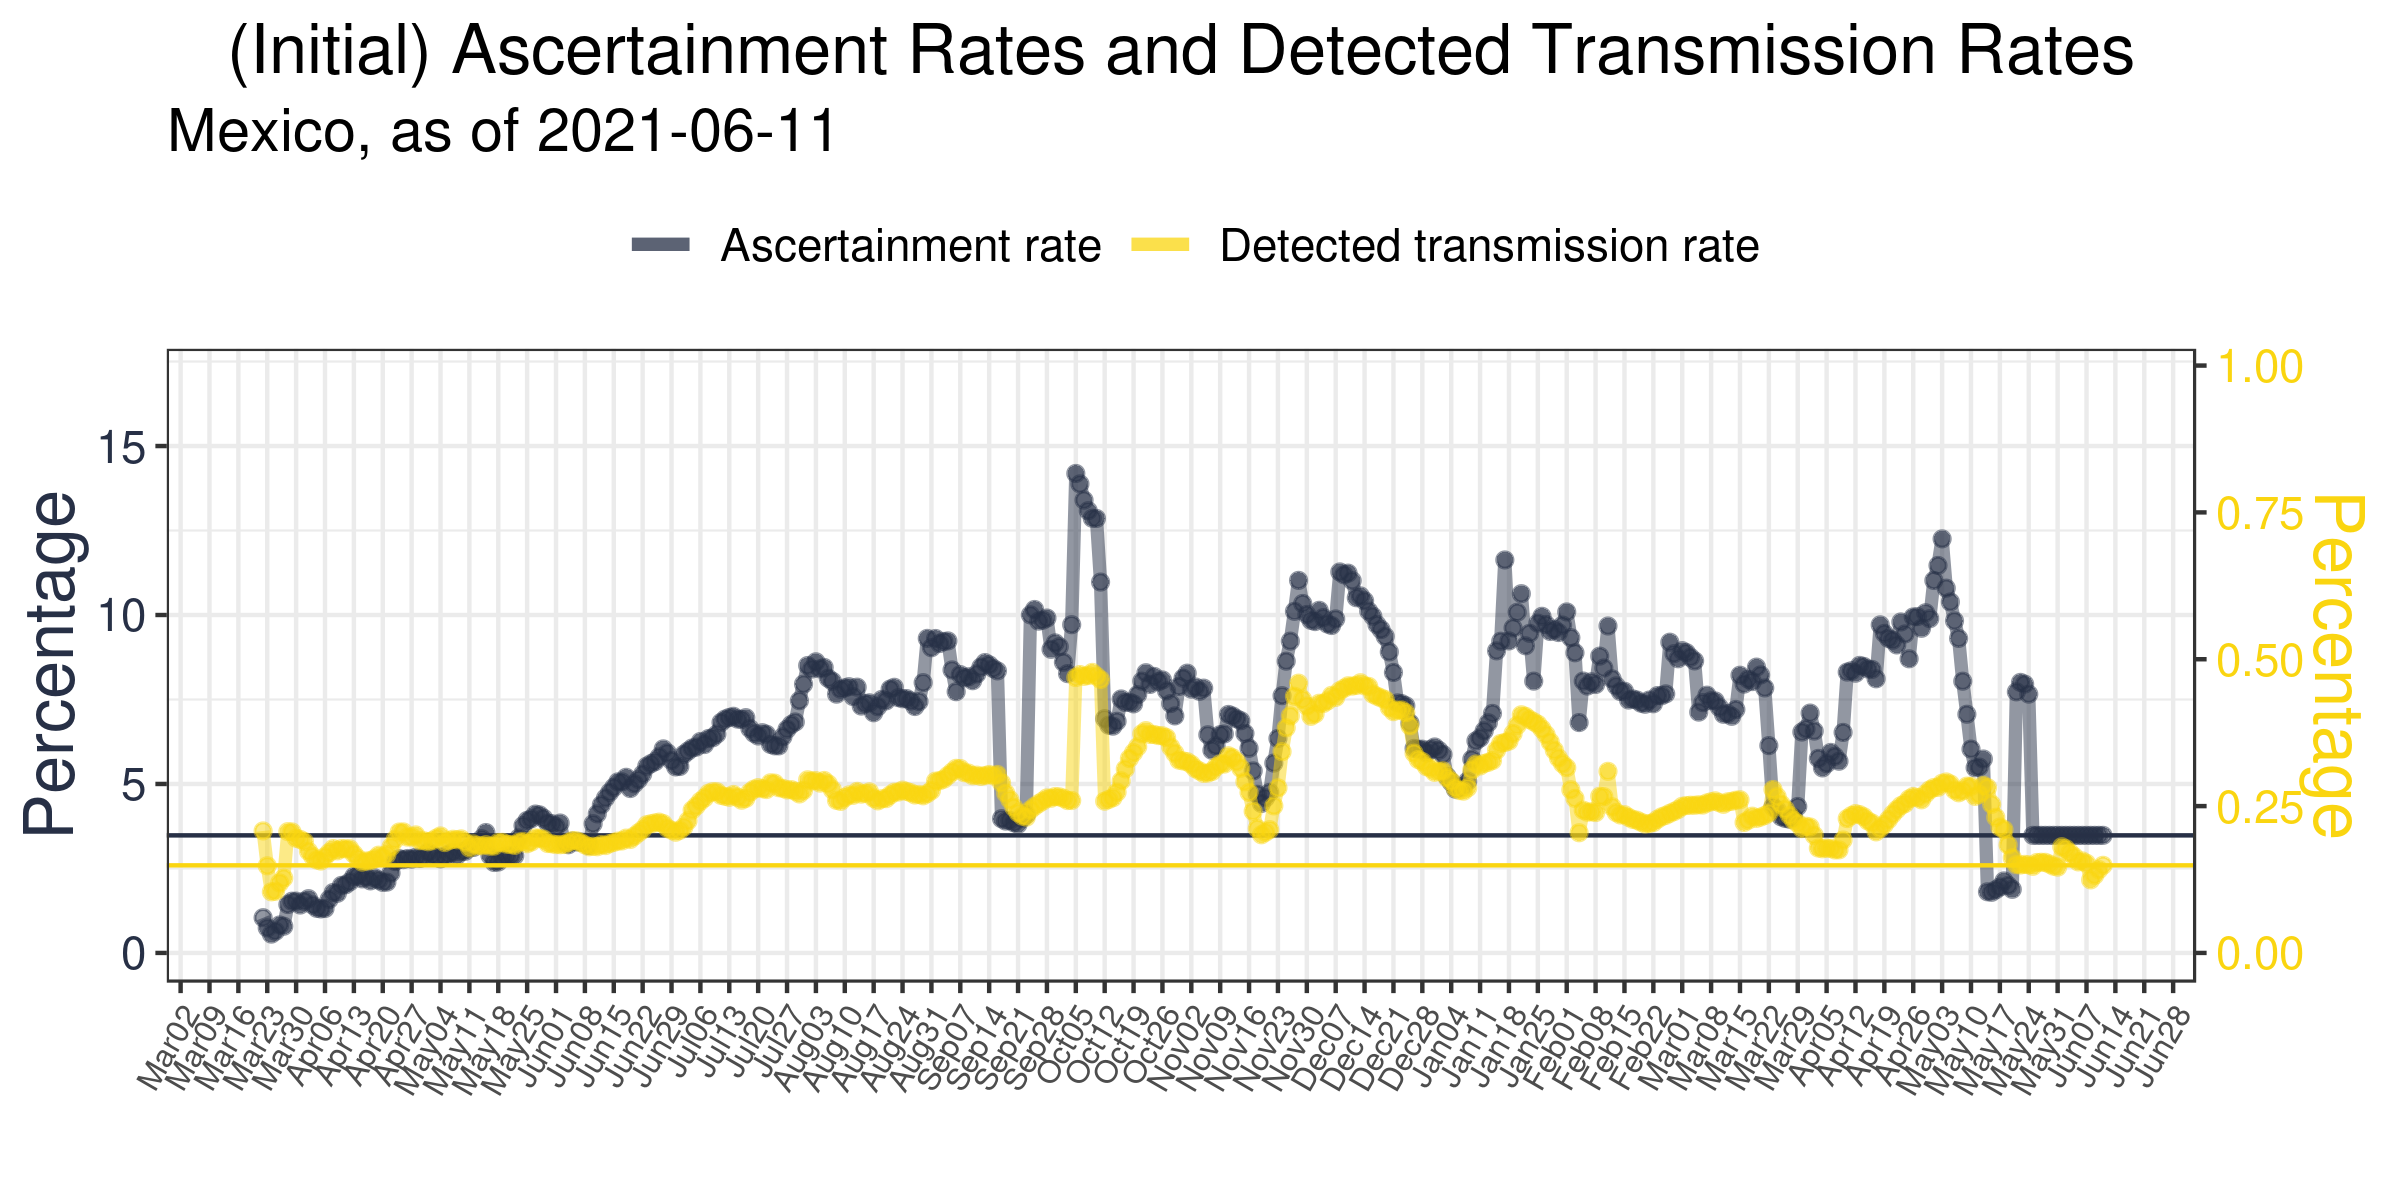 (Initial) Ascertainment Rates and Detected Transmission Rates
Mexico, as of 2021-06-11
Ascertainment rate
Detected transmission rate
Percentage
15
10
5
0
1.00
0.75
0.50
0.25
0.00
Percentage
Mar02
Mar09
Mar16
Mar23
Mar30
Apr06
Apr13
Apr20
Apr27
May04
May11
May18
May25
Jun01
Jun08
Jun15
Jun22
Jun29
Jul06
Jul13
Jul20
Jul27
Aug03
Aug10
Aug17
Aug24
Aug31
Sep07
Sep14
Sep21
Sep28
Oct05
Oct12
Oct19
Oct26
Nov02
Nov09
Nov16
Nov23
Nov30
Dec07
Dec14
Dec21
Dec28
Jan04
Jan11
Jan18
Jan25
Feb01
Feb08
Feb15
Feb22
Mar01
Mar08
Mar15
Mar22
Mar29
Apr05
Apr12
Apr19
Apr26
May03
May10
May17
May24
May31
Jun07
Jun14
Jun21
Jun28